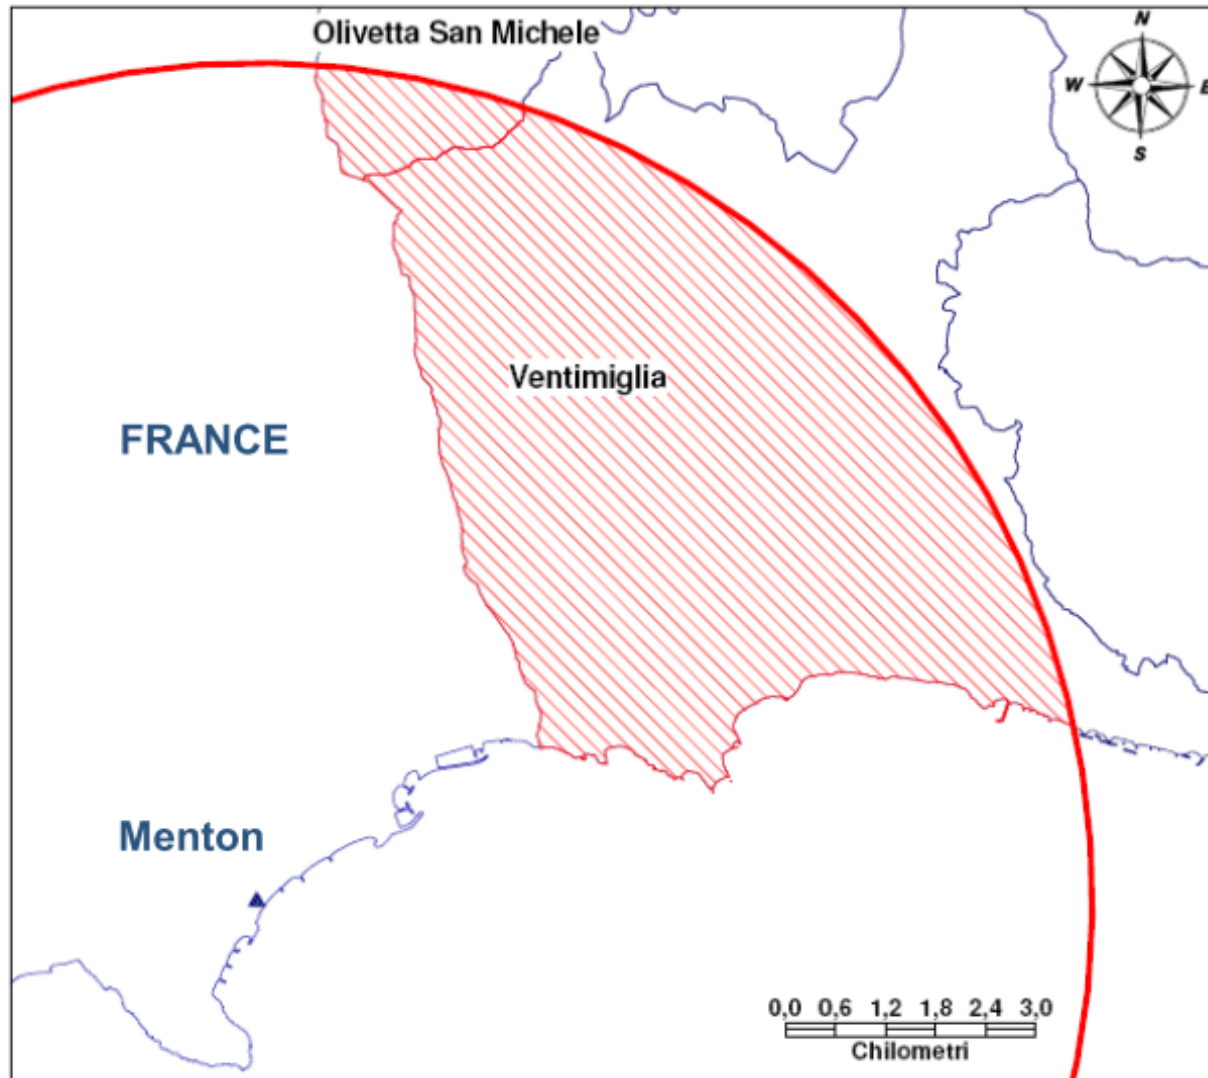 Olivetta San Michele
N
W E
S
Ventimiglia
FRANCE
Menton
0,0 0,6 1,2 1,8 2,4 3,0
Chilometri